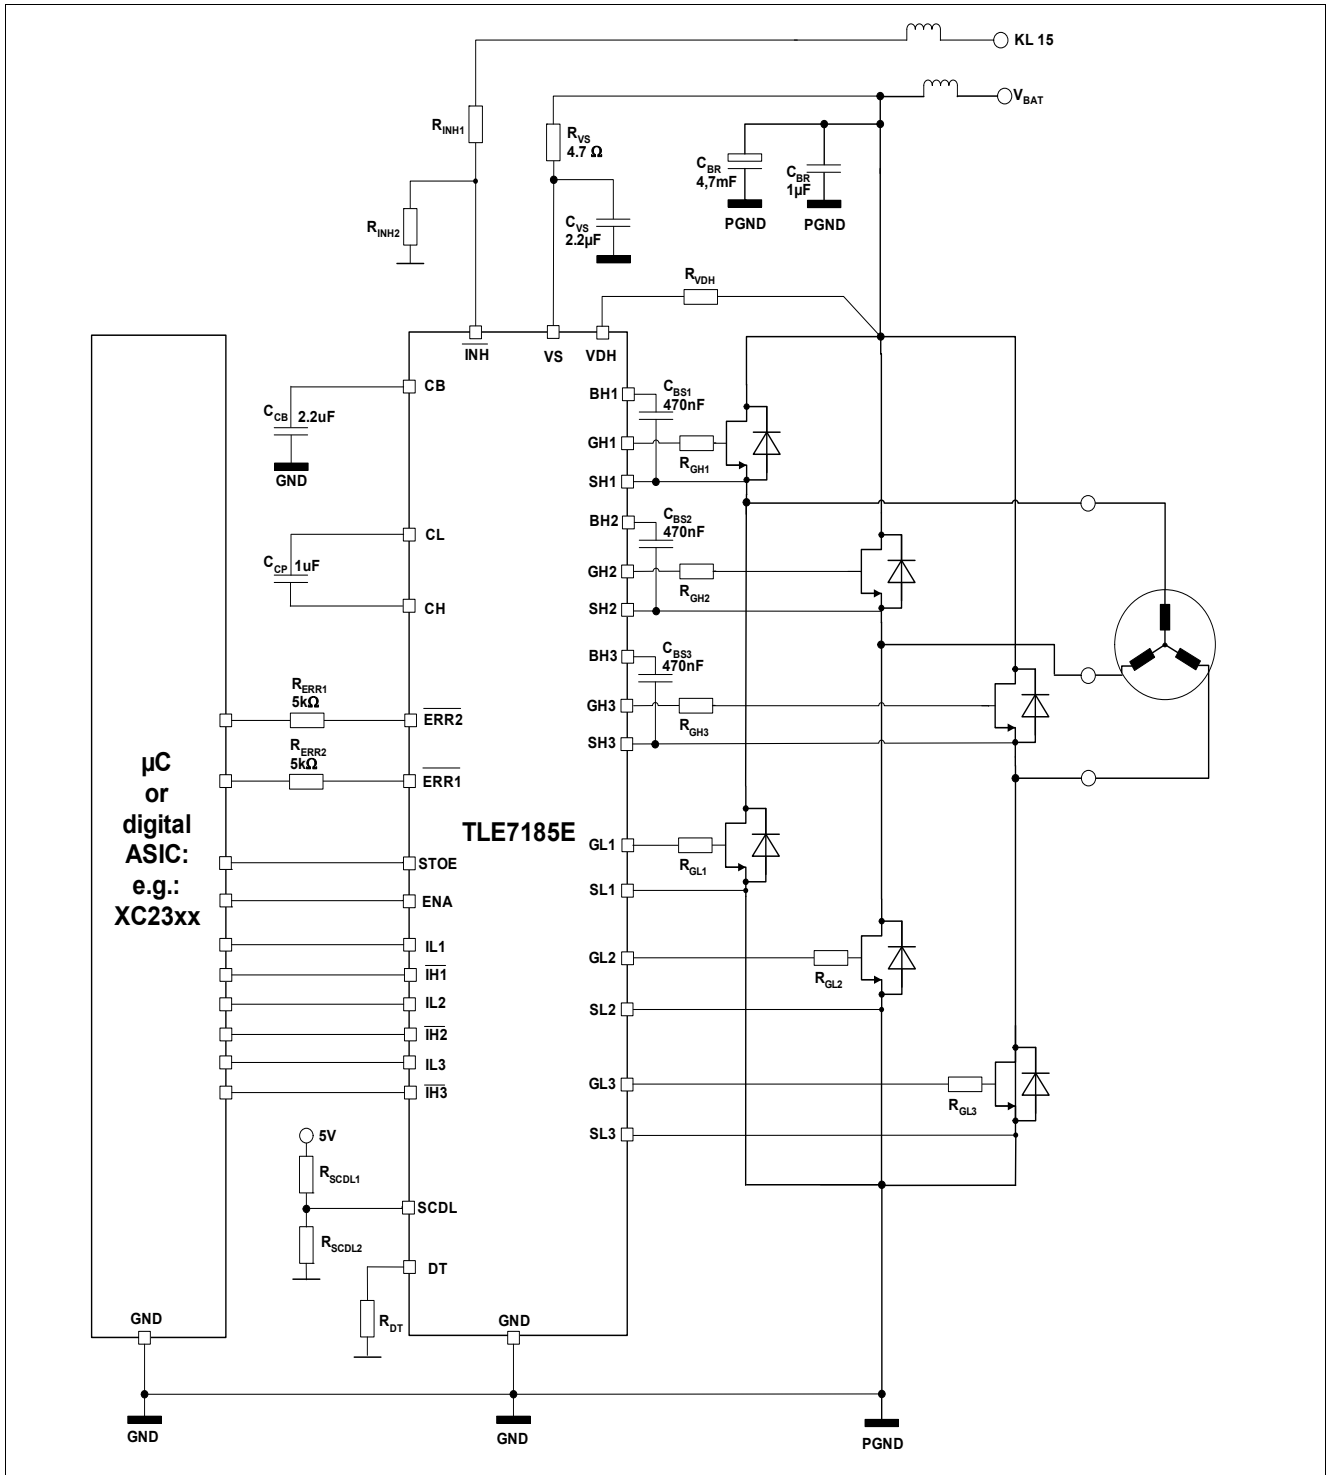 KL 15
V_BAT
R_INH1
R_VS
4.7 Ω
C_BR
4,7mF
C_BR
1µF
R_INH2
C_VS
2.2µF
PGND
PGND
R_VDH
INH
VS
VDH
CB
BH1
C_BS1
470nF
C_CB
2.2uF
GH1
R_GH1
GND
SH1
BH2
C_BS2
470nF
CL
C_CP
1uF
GH2
R_GH2
CH
SH2
BH3
C_BS3
470nF
R_ERR1
5kΩ
GH3
ERR2
R_GH3
SH3
R_ERR2
5kΩ
ERR1
µC
or
digital
ASIC:
e.g.:
XC23xx
TLE7185E
GL1
R_GL1
STOE
SL1
ENA
IL1
GL2
IH1
R_GL2
IL2
SL2
IH2
IL3
GL3
IH3
R_GL3
5V
SL3
R_SCDL1
SCDL
R_SCDL2
DT
GND
R_DT
GND
GND
GND
PGND